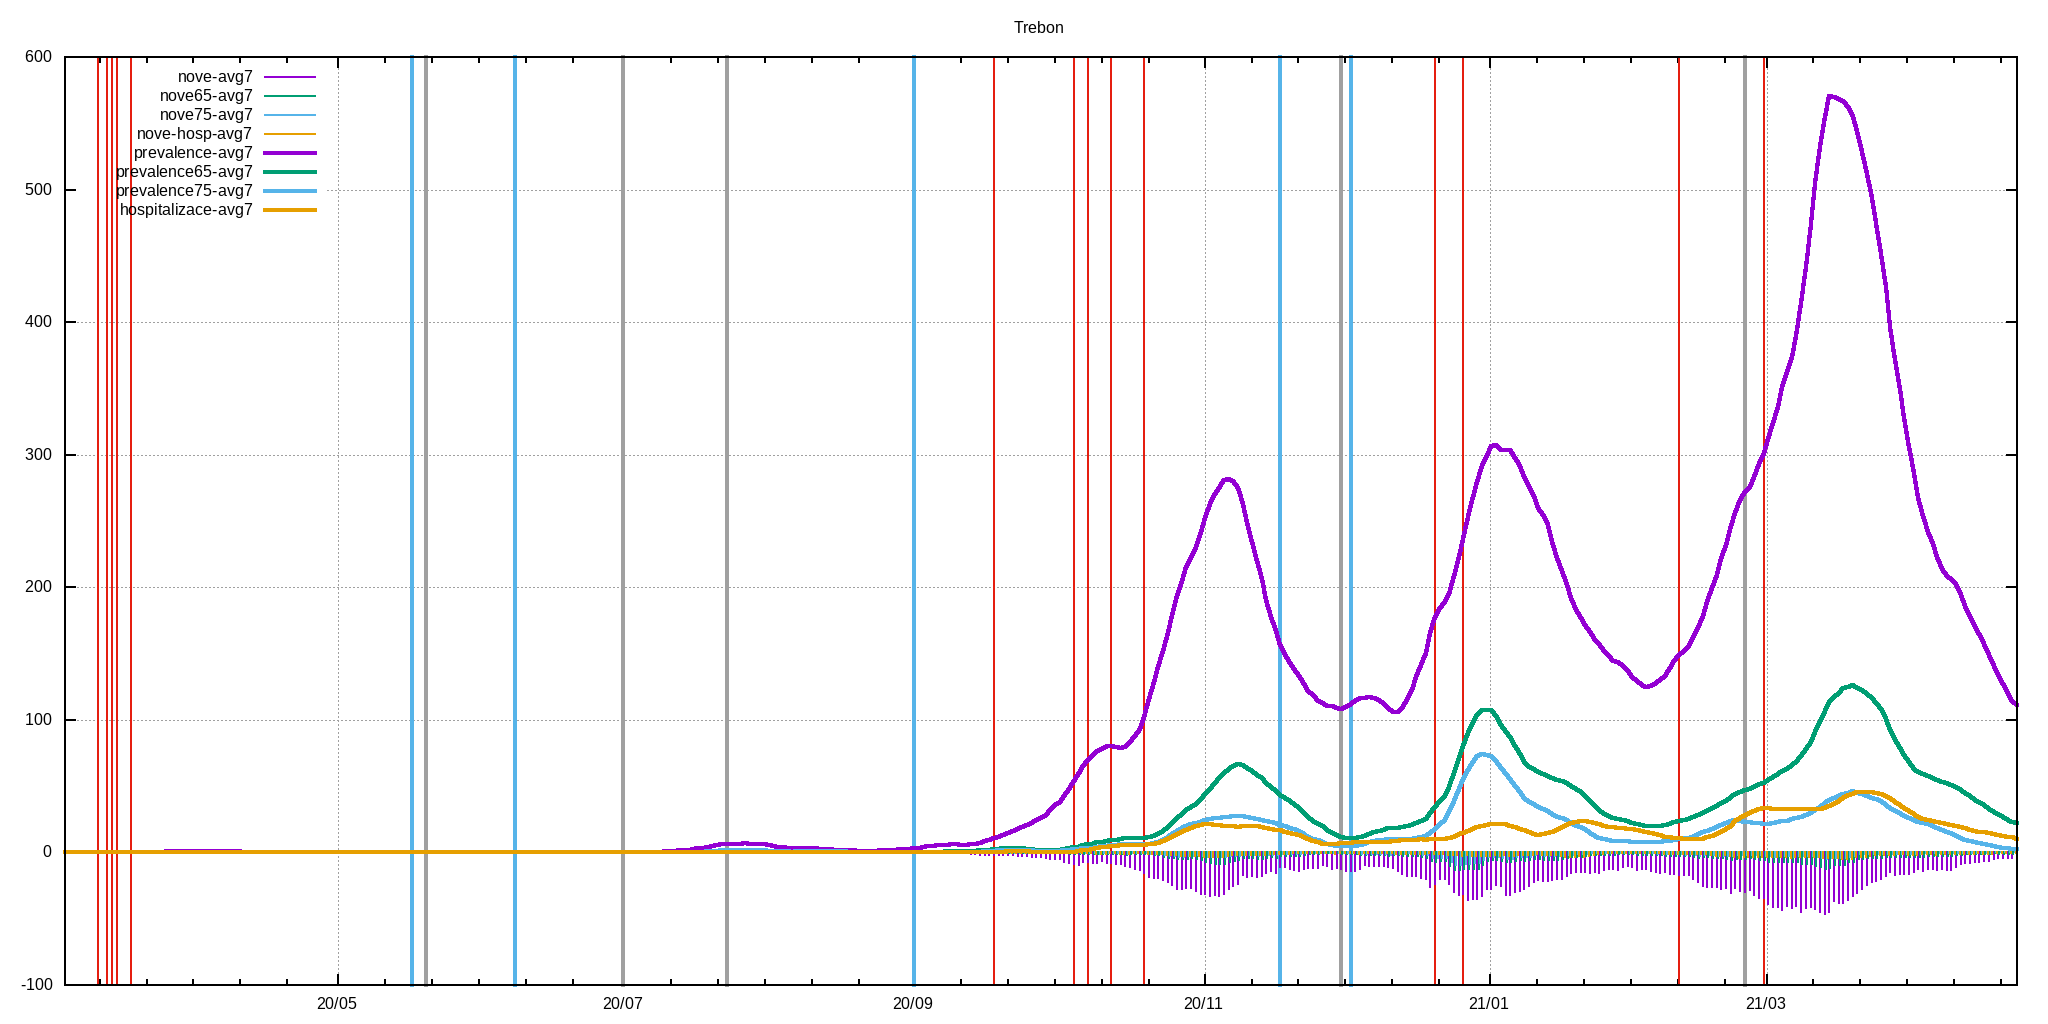 Trebon
600
500
400
300
200
100
0
-100
nove-avg7
nove65-avg7
nove75-avg7
nove-hosp-avg7
prevalence-avg7
prevalence65-avg7
prevalence75-avg7
hospitalizace-avg7
20/05 20/07 20/09 20/11 21/01 21/03